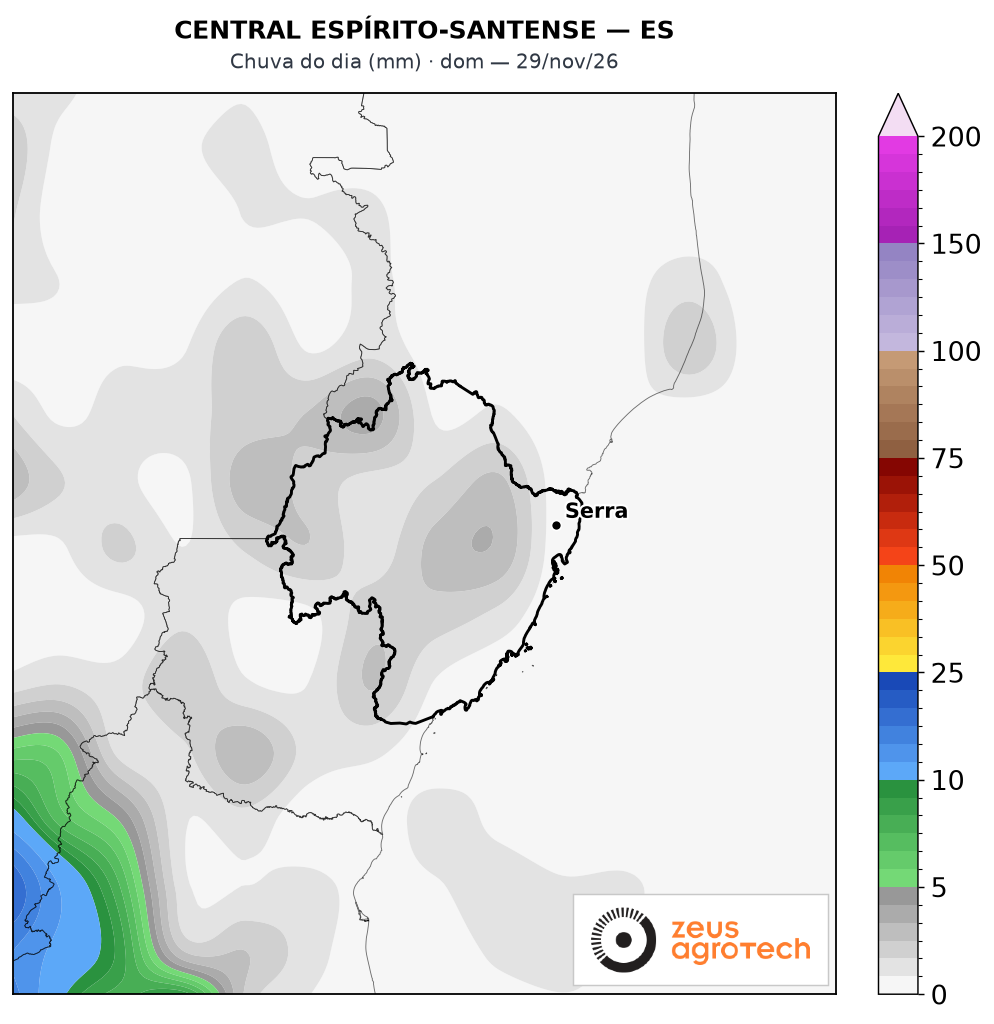 CENTRAL ESPÍRITO-SANTENSE — ES
Chuva do dia (mm) · dom — 29/nov/26
200
150
100
75
50
25
10
5
0
Serra
zeus
agrotech